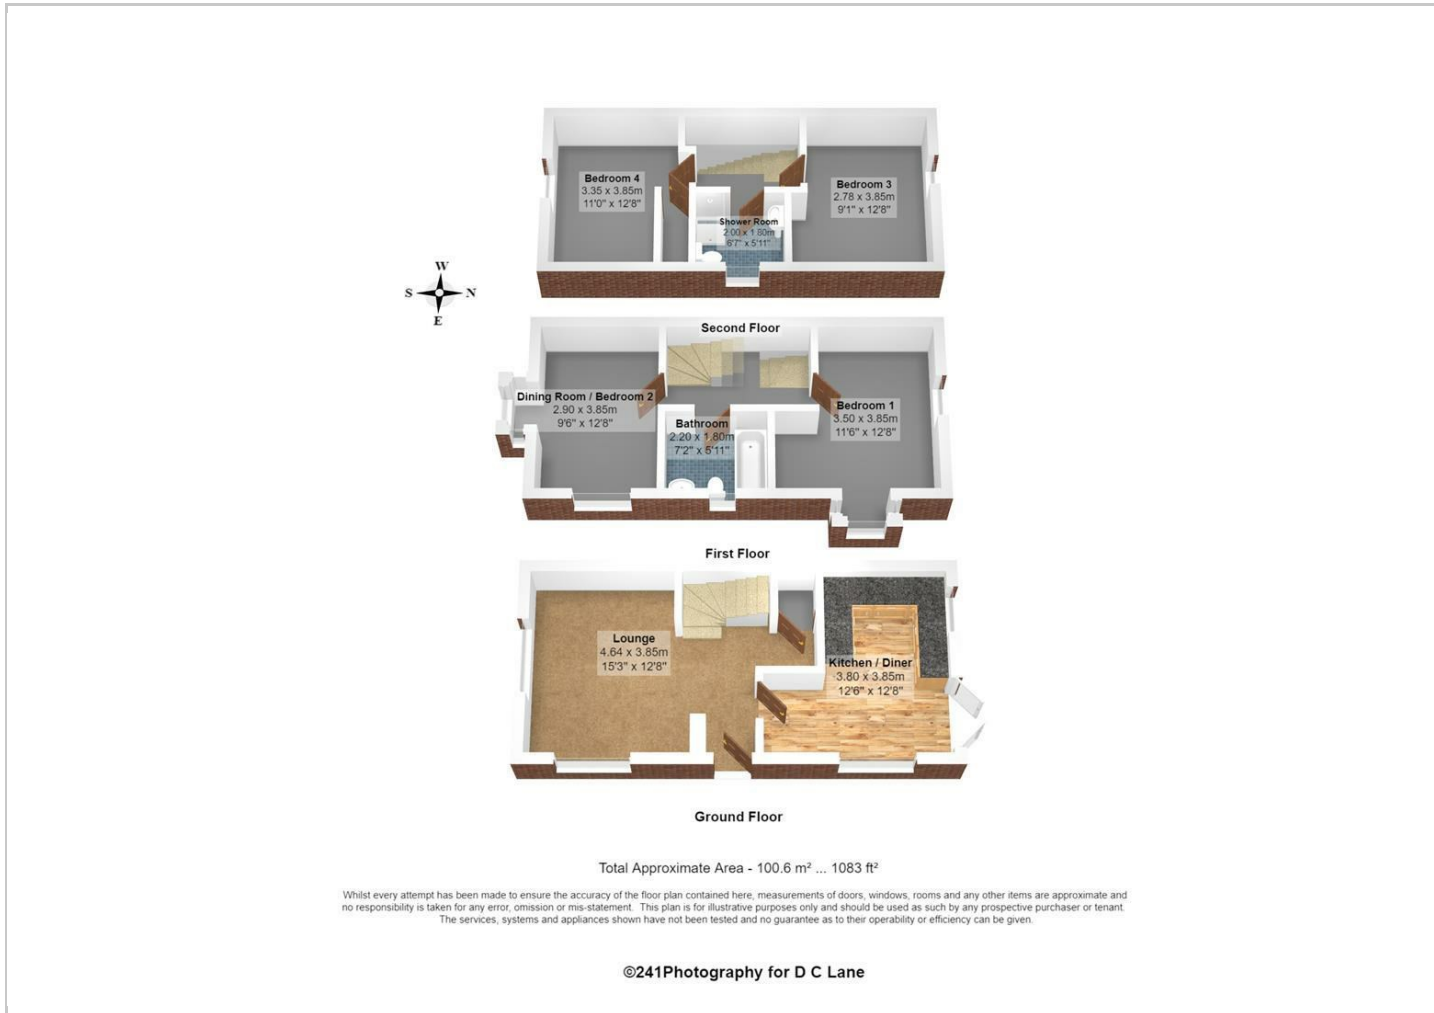 Bedroom 4
3.35 x 3.85m
11'0" x 12'8"
Bedroom 3
2.78 x 3.85m
9'1" x 12'8"
Shower Room
2.00 x 1.80m
6'7" x 5'11"
W
S N
E
Second Floor
Dining Room / Bedroom 2
2.90 x 3.85m
9'6" x 12'8"
Bathroom
2.20 x 1.80m
7'2" x 5'11"
Bedroom 1
3.50 x 3.85m
11'6" x 12'8"
First Floor
Lounge
4.64 x 3.85m
15'3" x 12'8"
Kitchen / Diner
3.80 x 3.85m
12'6" x 12'8"
Ground Floor
Total Approximate Area - 100.6 m² ... 1083 ft²
Whilst every attempt has been made to ensure the accuracy of the floor plan contained here, measurements of doors, windows, rooms and any other items are approximate and
no responsibility is taken for any error, omission or mis-statement. This plan is for illustrative purposes only and should be used as such by any prospective purchaser or tenant.
The services, systems and appliances shown have not been tested and no guarantee as to their operability or efficiency can be given.
©241Photography for D C Lane